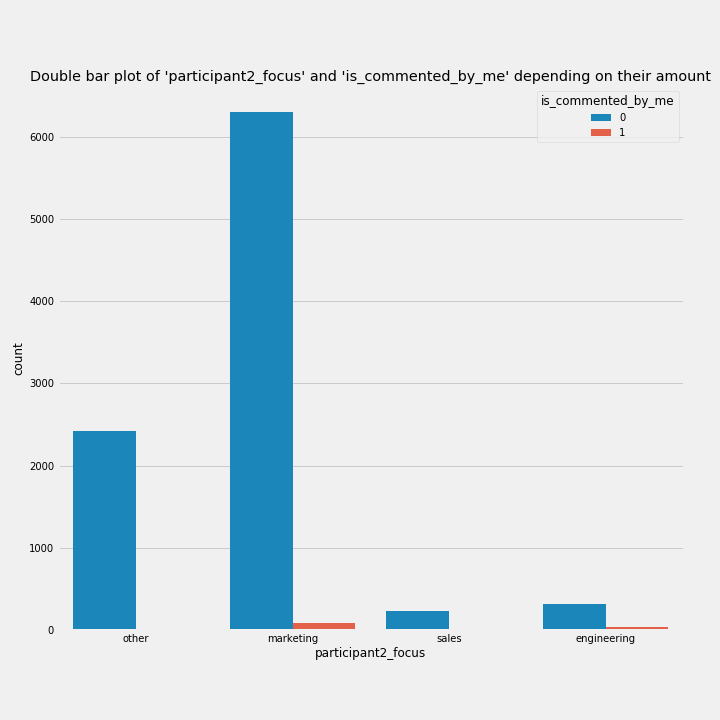 Double bar plot of 'participant2_focus' and 'is_commented_by_me' depending on their amount
is_commented_by_me
0
1
6000
5000
4000
3000
2000
1000
0
count
other marketing sales engineering
participant2_focus